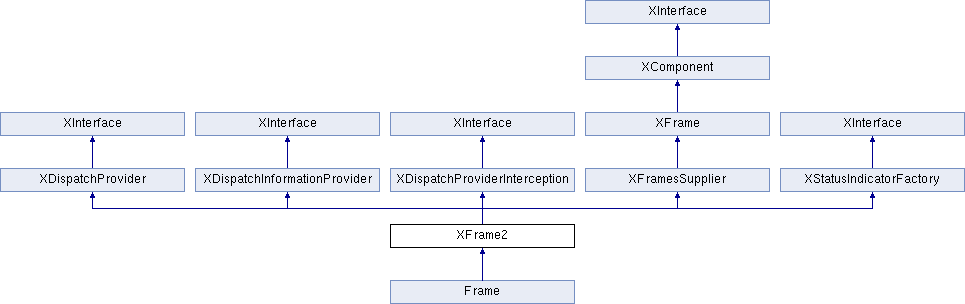 XInterface
XComponent
XInterface
XInterface
XInterface
XFrame
XInterface
XDispatchProvider
XDispatchInformationProvider
XDispatchProviderInterception
XFramesSupplier
XStatusIndicatorFactory
XFrame2
Frame